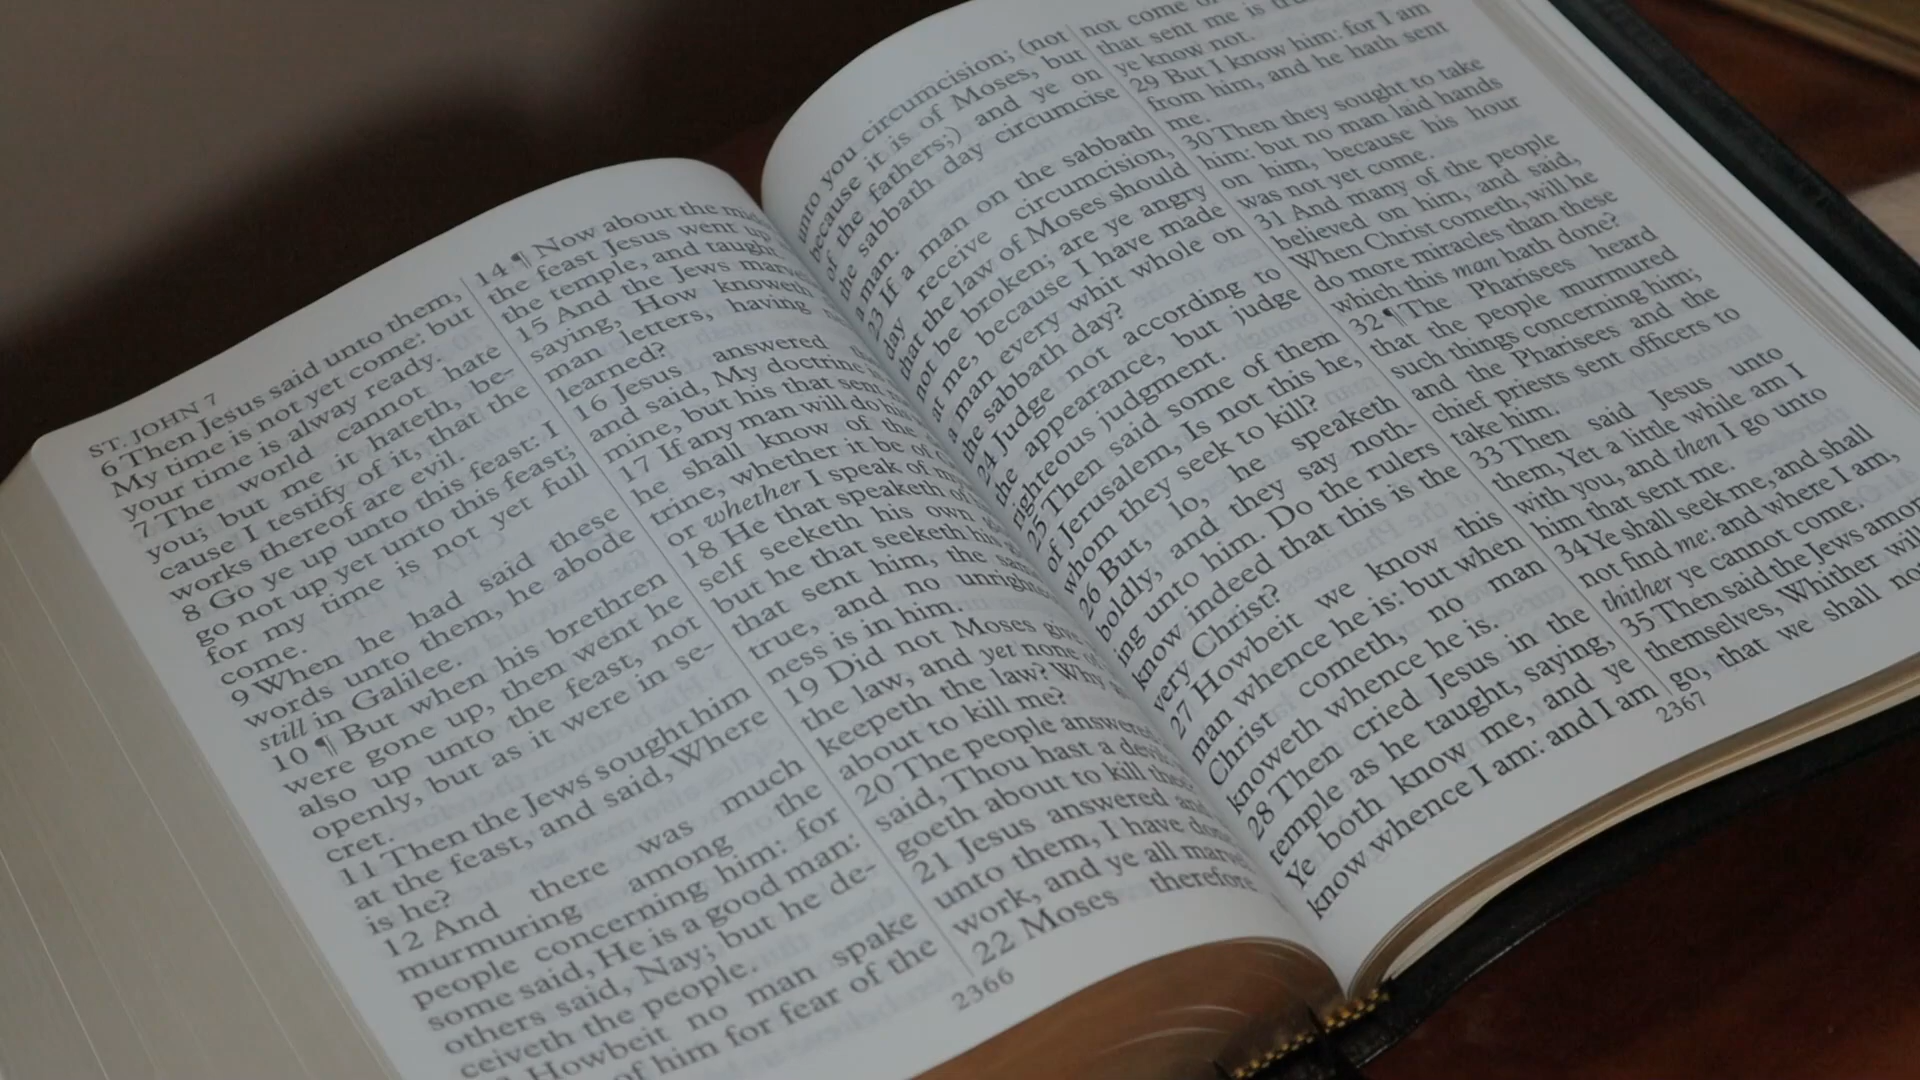 ST. JOHN 7
6 Then Jesus said unto them,
My time is not yet come: but
your time is alway ready.
7 The world cannot hate
you; but me it hateth, be-
cause I testify of it, that the
works thereof are evil.
8 Go ye up unto this feast: I
go not up yet unto this feast;
for my time is not yet full
come.
9 When he had said these
words unto them, he abode
still in Galilee.
10 ¶ But when his brethren
were gone up, then went he
also up unto the feast, not
openly, but as it were in se-
cret.
11 Then the Jews sought him
at the feast, and said, Where
is he?
12 And there was much
murmuring among the
people concerning him: for
some said, He is a good man:
others said, Nay; but he de-
ceiveth the people.
Howbeit no man spake
of him for fear of the
14 ¶ Now about the
the feast Jesus went up
the temple, and taught
15 And the Jews
saying, How knoweth
man letters, having
learned?
16 Jesus answered
and said, My doctrine
mine, but his that sent
17 If any man will do his
he shall know of the
trine, whether it be of
or whether I speak of
18 He that speaketh of
self seeketh his own
but he that seeketh his
that sent him, the same
true, and no
ness is in him.
19 Did not Moses give
the law, and yet none of
keepeth the law? Why
about to kill me?
20 The people answered
said, Thou hast a devil
goeth about to kill
21 Jesus answered and
unto them, I have done
work, and ye all marvel
22 Moses therefore
2366
unto you circumcision; (not
because it is of Moses, but
of the fathers;) and ye on
the sabbath day circumcise
a man.
23 If a man on the sabbath
day receive circumcision,
that the law of Moses should
not be broken; are ye angry
at me, because I have made
a man every whit whole on
the sabbath day?
24 Judge not according to
the appearance, but judge
righteous judgment.
25 Then said some of them
of Jerusalem, Is not this he,
whom they seek to kill?
26 But, lo, he speaketh
boldly, and they say noth-
ing unto him. Do the rulers
know indeed that this is the
very Christ?
27 Howbeit we know this
man whence he is: but when
Christ cometh, no man
knoweth whence he is.
28 Then cried Jesus in the
temple as he taught, saying,
Ye both know me, and ye
know whence I am: and I am
not come
that sent me is
ye know not.
29 But I know him: for I am
from him, and he hath sent
me.
30 Then they sought to take
him: but no man laid hands
on him, because his hour
was not yet come.
31 And many of the people
believed on him, and said,
When Christ cometh, will he
do more miracles than these
which this man hath done?
32 ¶ The Pharisees heard
that the people murmured
such things concerning him;
and the Pharisees and the
chief priests sent officers to
take him.
33 Then said Jesus unto
them, Yet a little while am I
with you, and then I go unto
him that sent me.
34 Ye shall seek me, and shall
not find me: and where I am,
thither ye cannot come.
35 Then said the Jews among
themselves, Whither will
go, that we shall not
2367